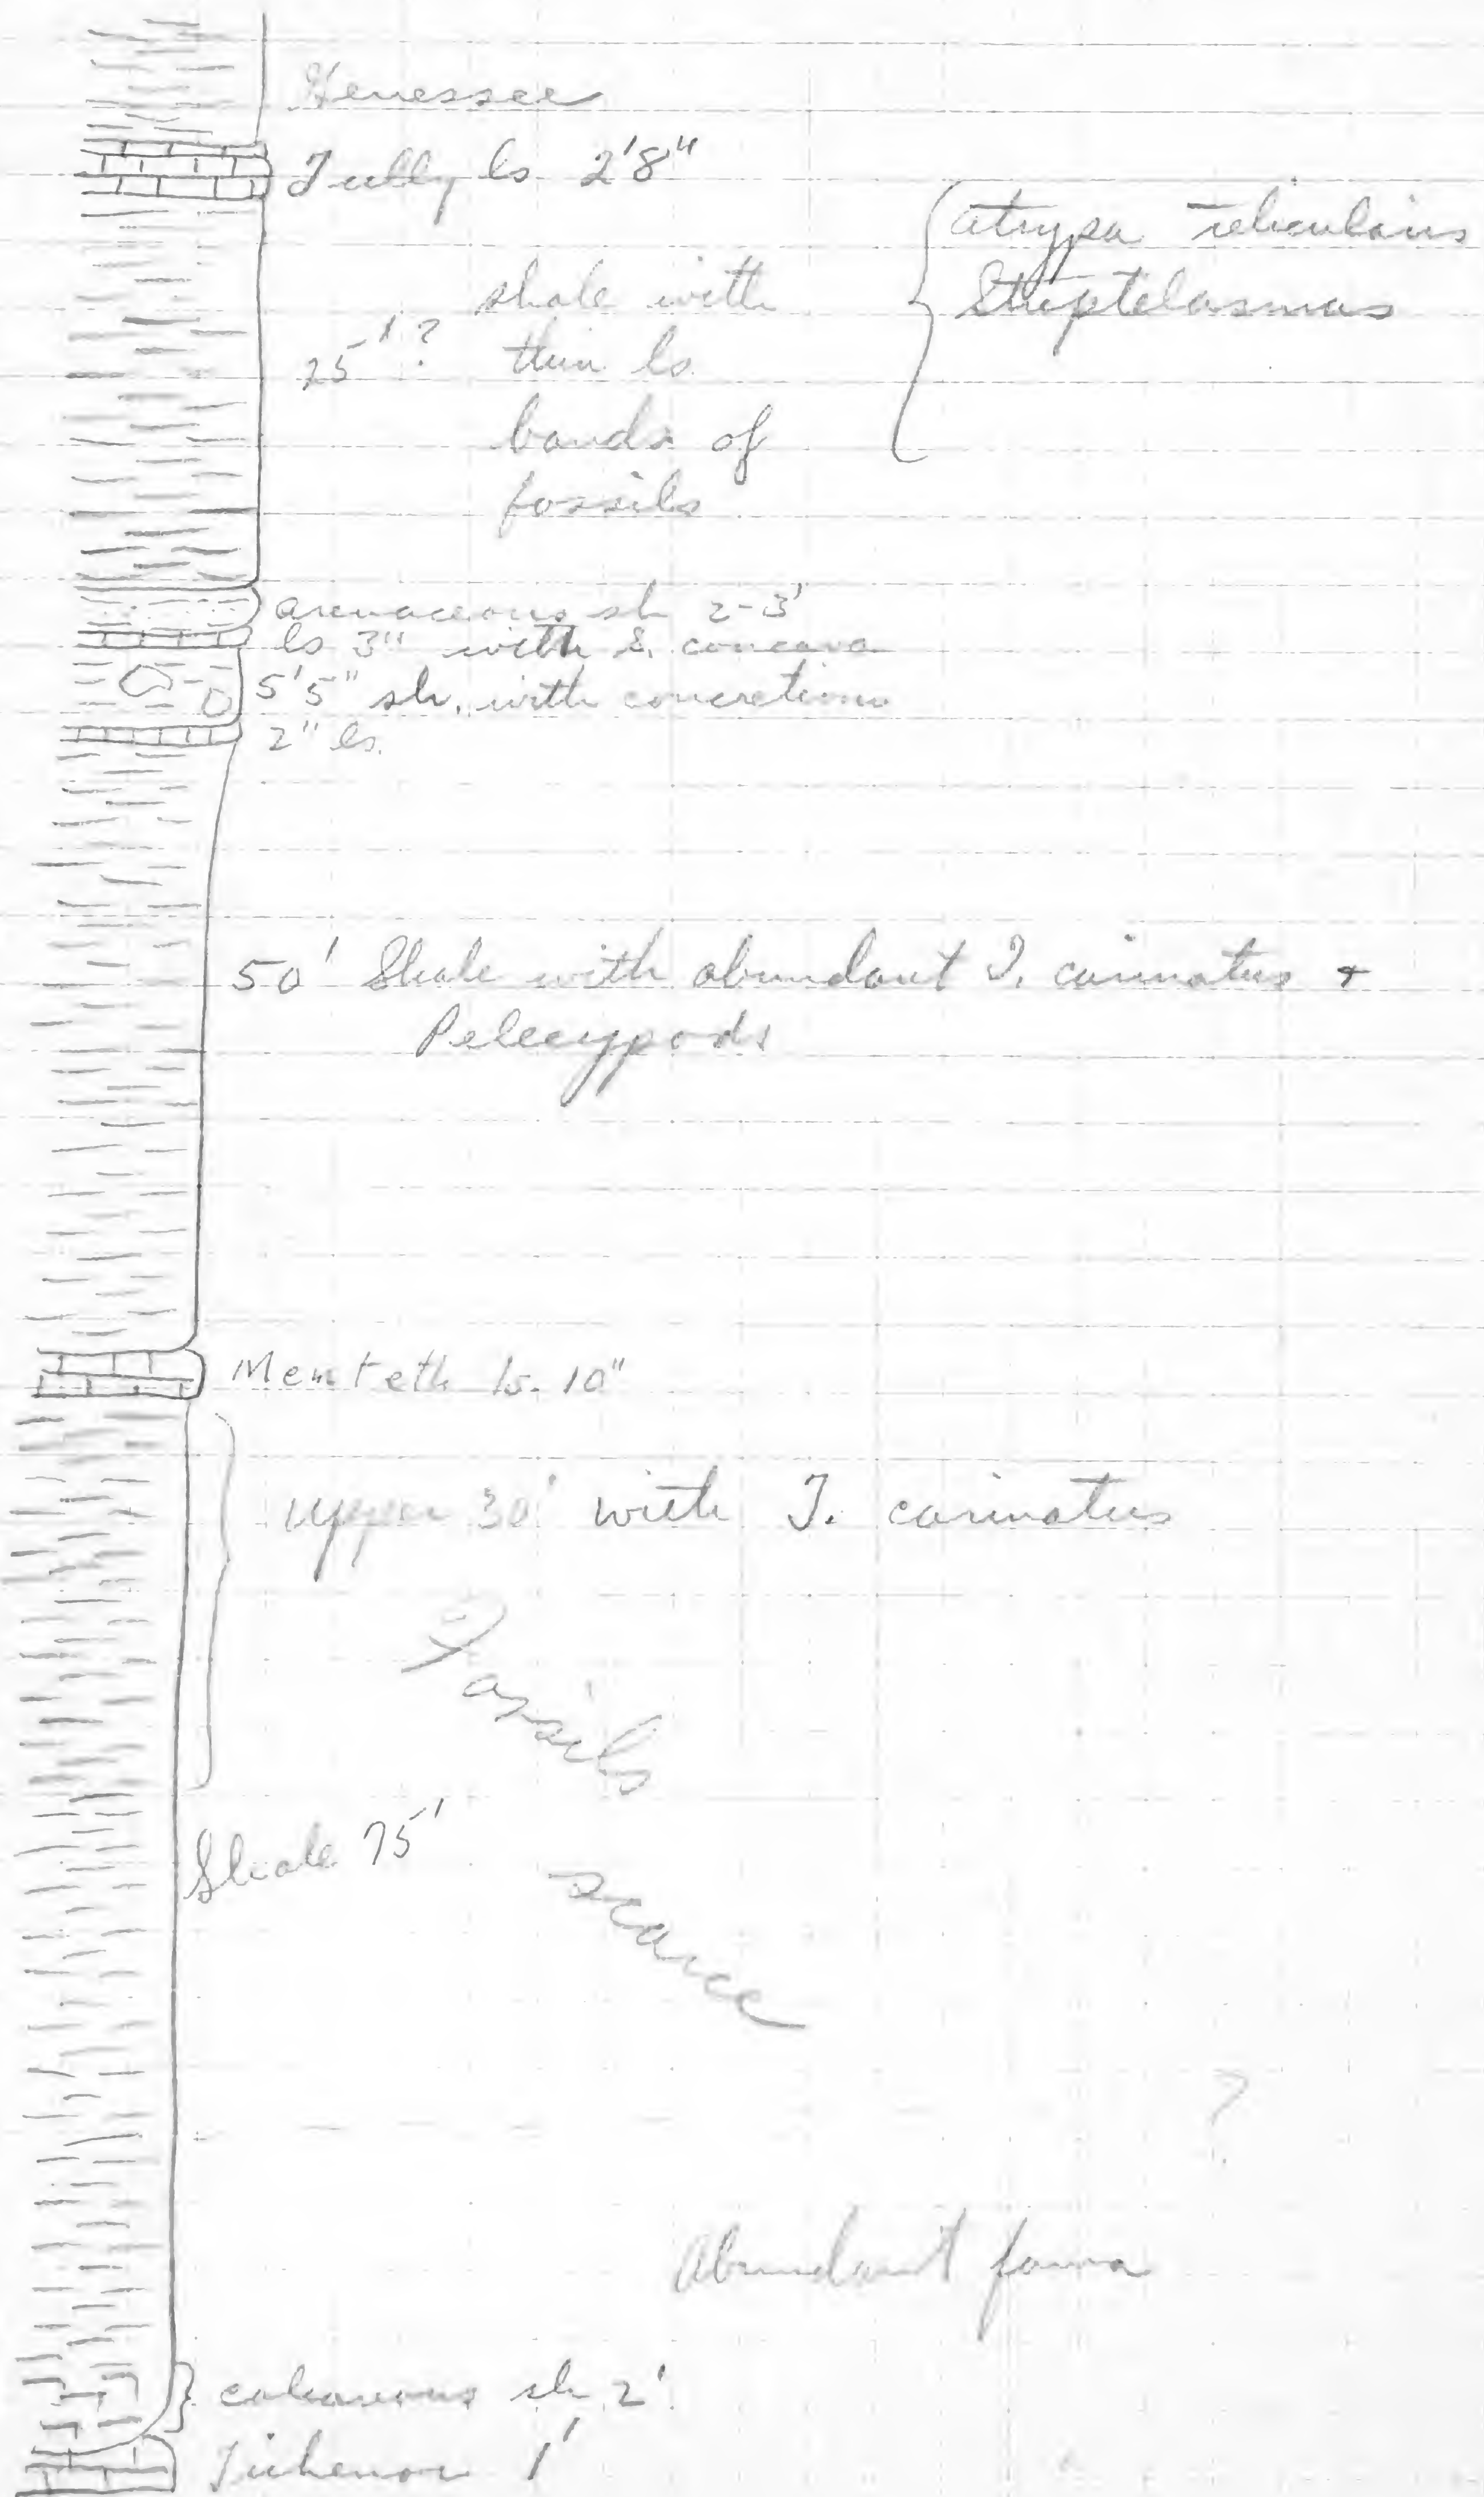 Genessee
Tully ls 2'8"
Atrypa reticularis
Streptelasmus
shale with
25'? thin ls
bands of
fossils
arenaceous sh 2-3'
ls 3" with S. concava
5'5" sh. with concretions
2" ls.
50' Shale with abundant T. carinatus &
Pelecypods
Menteth ls. 10"
upper 30' with T. carinatus
Fossils
Shale 75'
scarce
?
Abundant fauna
calcareous sh 2'
Tichenor 1'